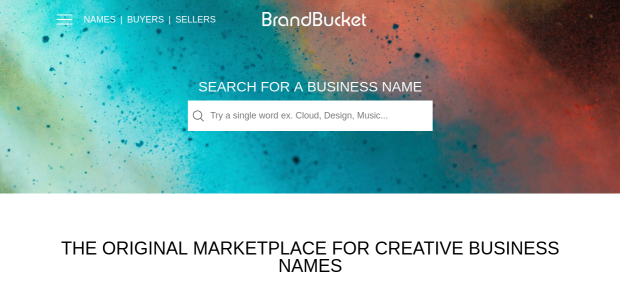 NAMES | BUYERS | SELLERS
BrandBucket
SEARCH FOR A BUSINESS NAME
Try a single word ex. Cloud, Design, Music...
THE ORIGINAL MARKETPLACE FOR CREATIVE BUSINESS
NAMES